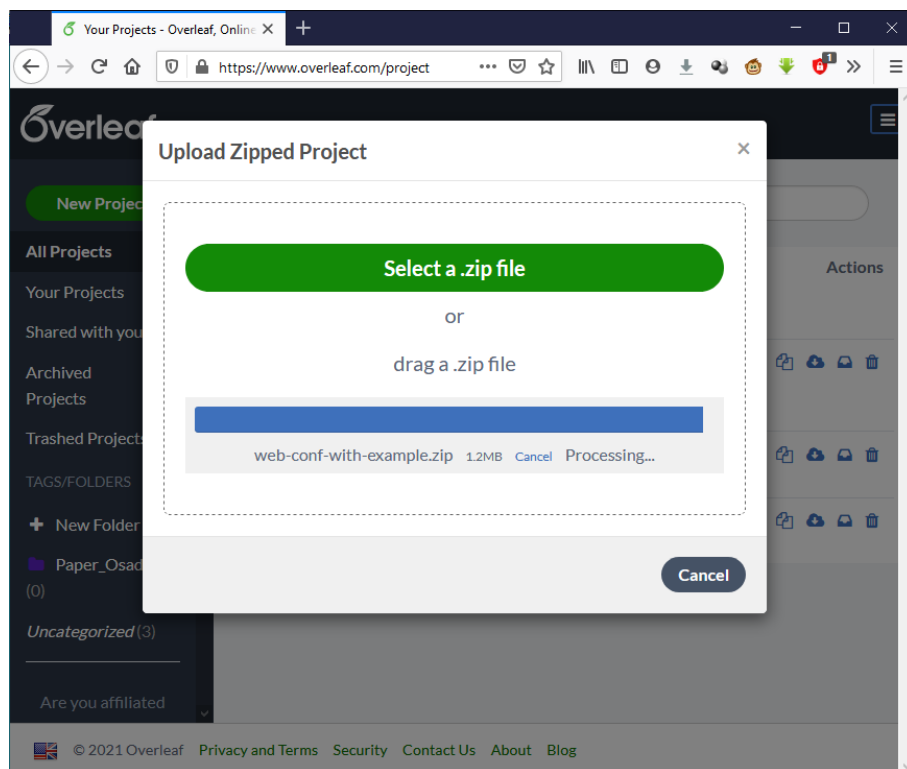 Your Projects - Overleaf, Online
https://www.overleaf.com/project
1
Overleaf
Upload Zipped Project
New Projec
Select a .zip file
All Projects
Actions
Your Projects
or
Shared with you
drag a .zip file
Archived
Projects
Trashed Projects
web-conf-with-example.zip 1.2MB Cancel Processing...
TAGS/FOLDERS
New Folder
Paper_Osad
(0)
Cancel
Uncategorized (3)
Are you affiliated
© 2021 Overleaf Privacy and Terms Security Contact Us About Blog